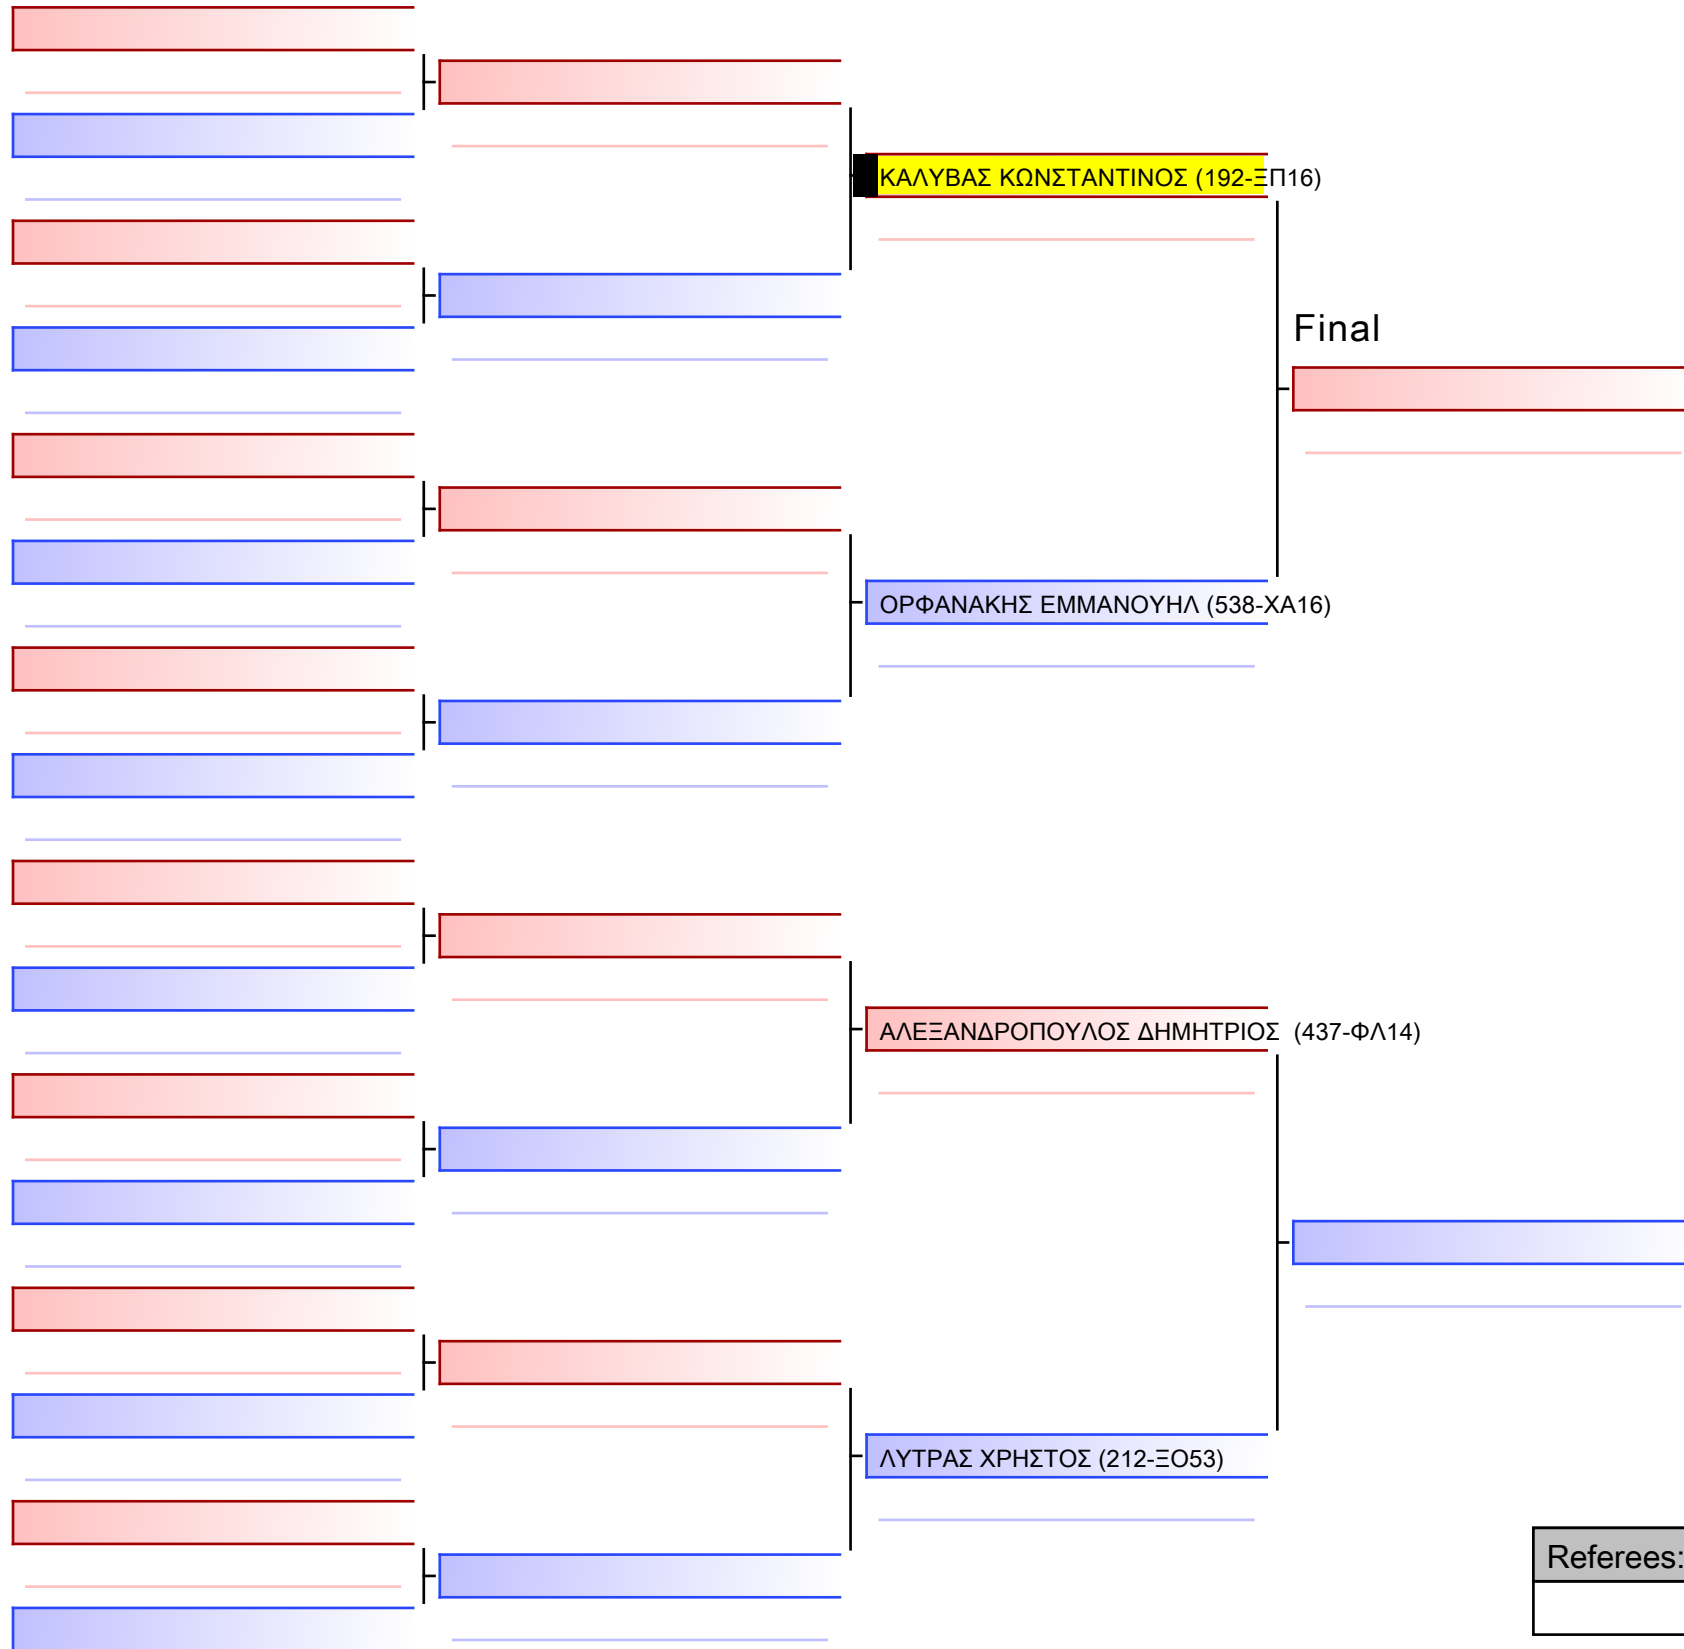 ΚΑΛΥΒΑΣ ΚΩΝΣΤΑΝΤΙΝΟΣ (192-ΞΠ16)
Final
ΟΡΦΑΝΑΚΗΣ ΕΜΜΑΝΟΥΗΛ (538-ΧΑ16)
ΑΛΕΞΑΝΔΡΟΠΟΥΛΟΣ ΔΗΜΗΤΡΙΟΣ (437-ΦΛ14)
ΛΥΤΡΑΣ ΧΡΗΣΤΟΣ (212-ΞΟ53)
Referees: